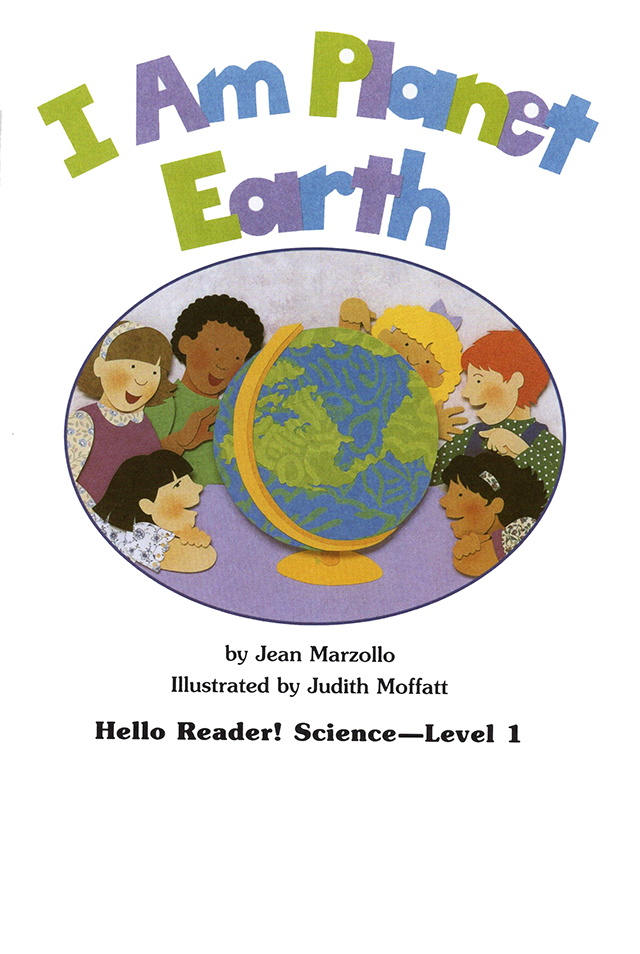 I Am Planet
Earth
by Jean Marzollo
Illustrated by Judith Moffatt
Hello Reader! Science—Level 1